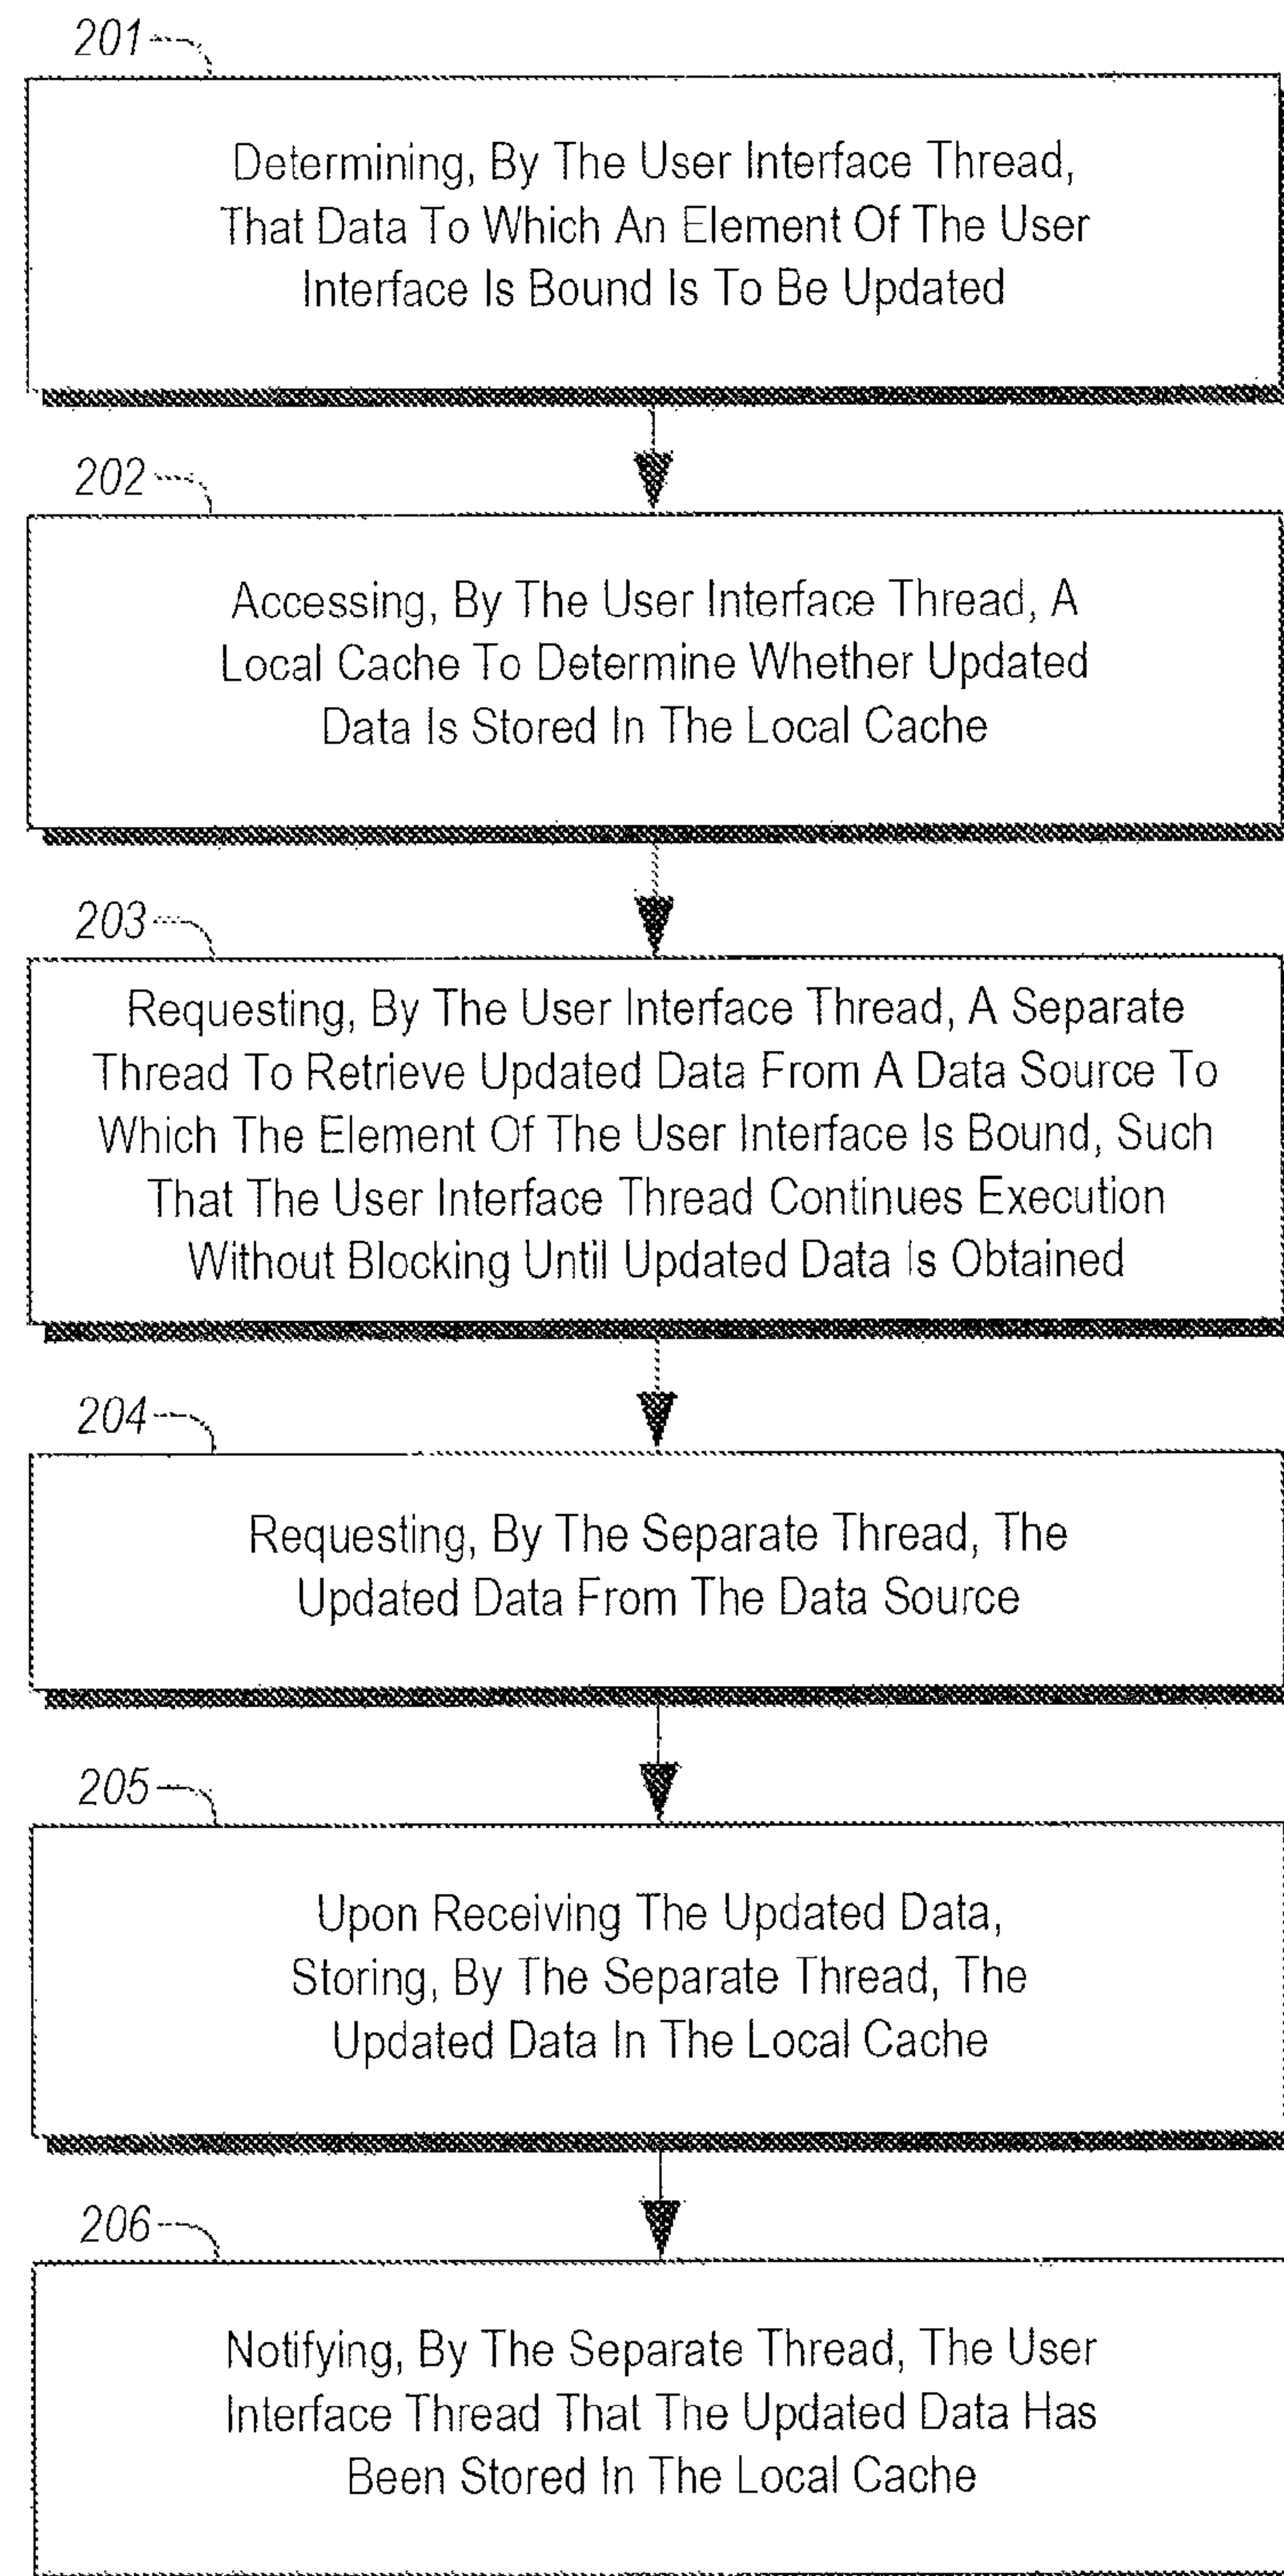 201
Determining, By The User Interface Thread,
That Data To Which An Element Of The User
Interface Is Bound Is To Be Updated
202
Accessing, By The User Interface Thread, A
Local Cache To Determine Whether Updated
Data Is Stored In The Local Cache
203
Requesting, By The User Interface Thread, A Separate
Thread To Retrieve Updated Data From A Data Source To
Which The Element Of The User Interface Is Bound, Such
That The User Interface Thread Continues Execution
Without Blocking Until Updated Data Is Obtained
204
Requesting, By The Separate Thread, The
Updated Data From The Data Source
205
Upon Receiving The Updated Data,
Storing, By The Separate Thread, The
Updated Data In The Local Cache
206
Notifying, By The Separate Thread, The User
Interface Thread That The Updated Data Has
Been Stored In The Local Cache